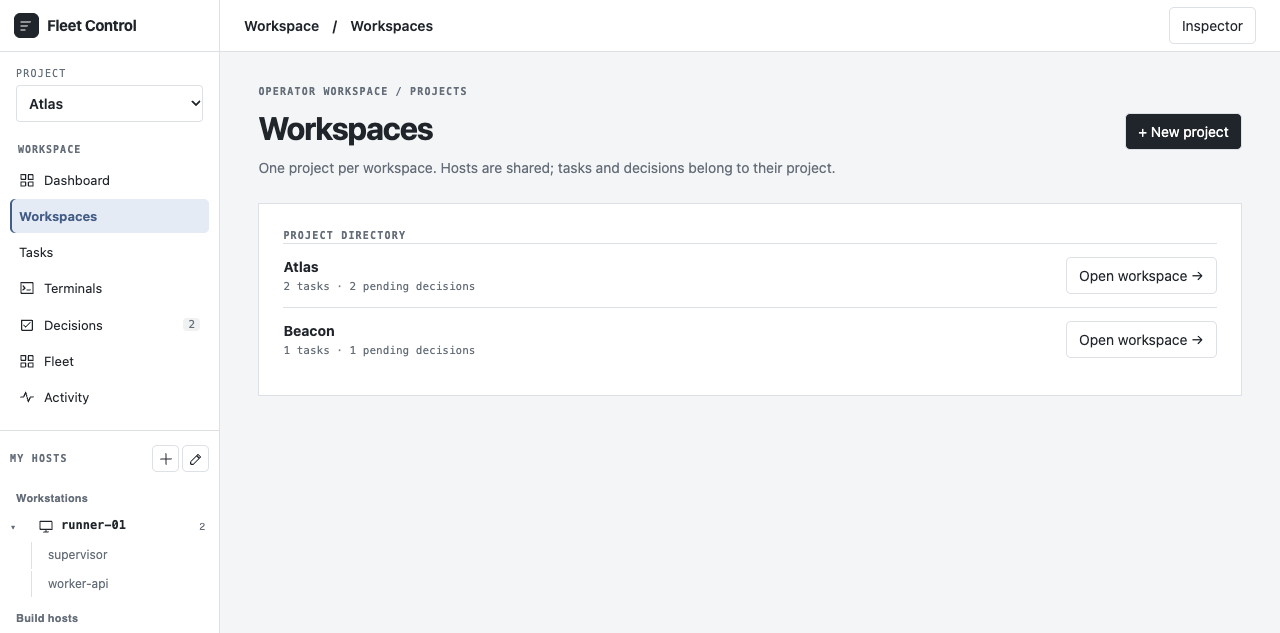 Fleet Control
Workspace / Workspaces
Inspector
PROJECT
Atlas
WORKSPACE
Dashboard
Workspaces
Tasks
Terminals
Decisions 2
Fleet
Activity
MY HOSTS
Workstations
runner-01 2
supervisor
worker-api
Build hosts
OPERATOR WORKSPACE / PROJECTS
Workspaces
+ New project
One project per workspace. Hosts are shared; tasks and decisions belong to their project.
PROJECT DIRECTORY
Atlas
2 tasks · 2 pending decisions
Open workspace →
Beacon
1 tasks · 1 pending decisions
Open workspace →